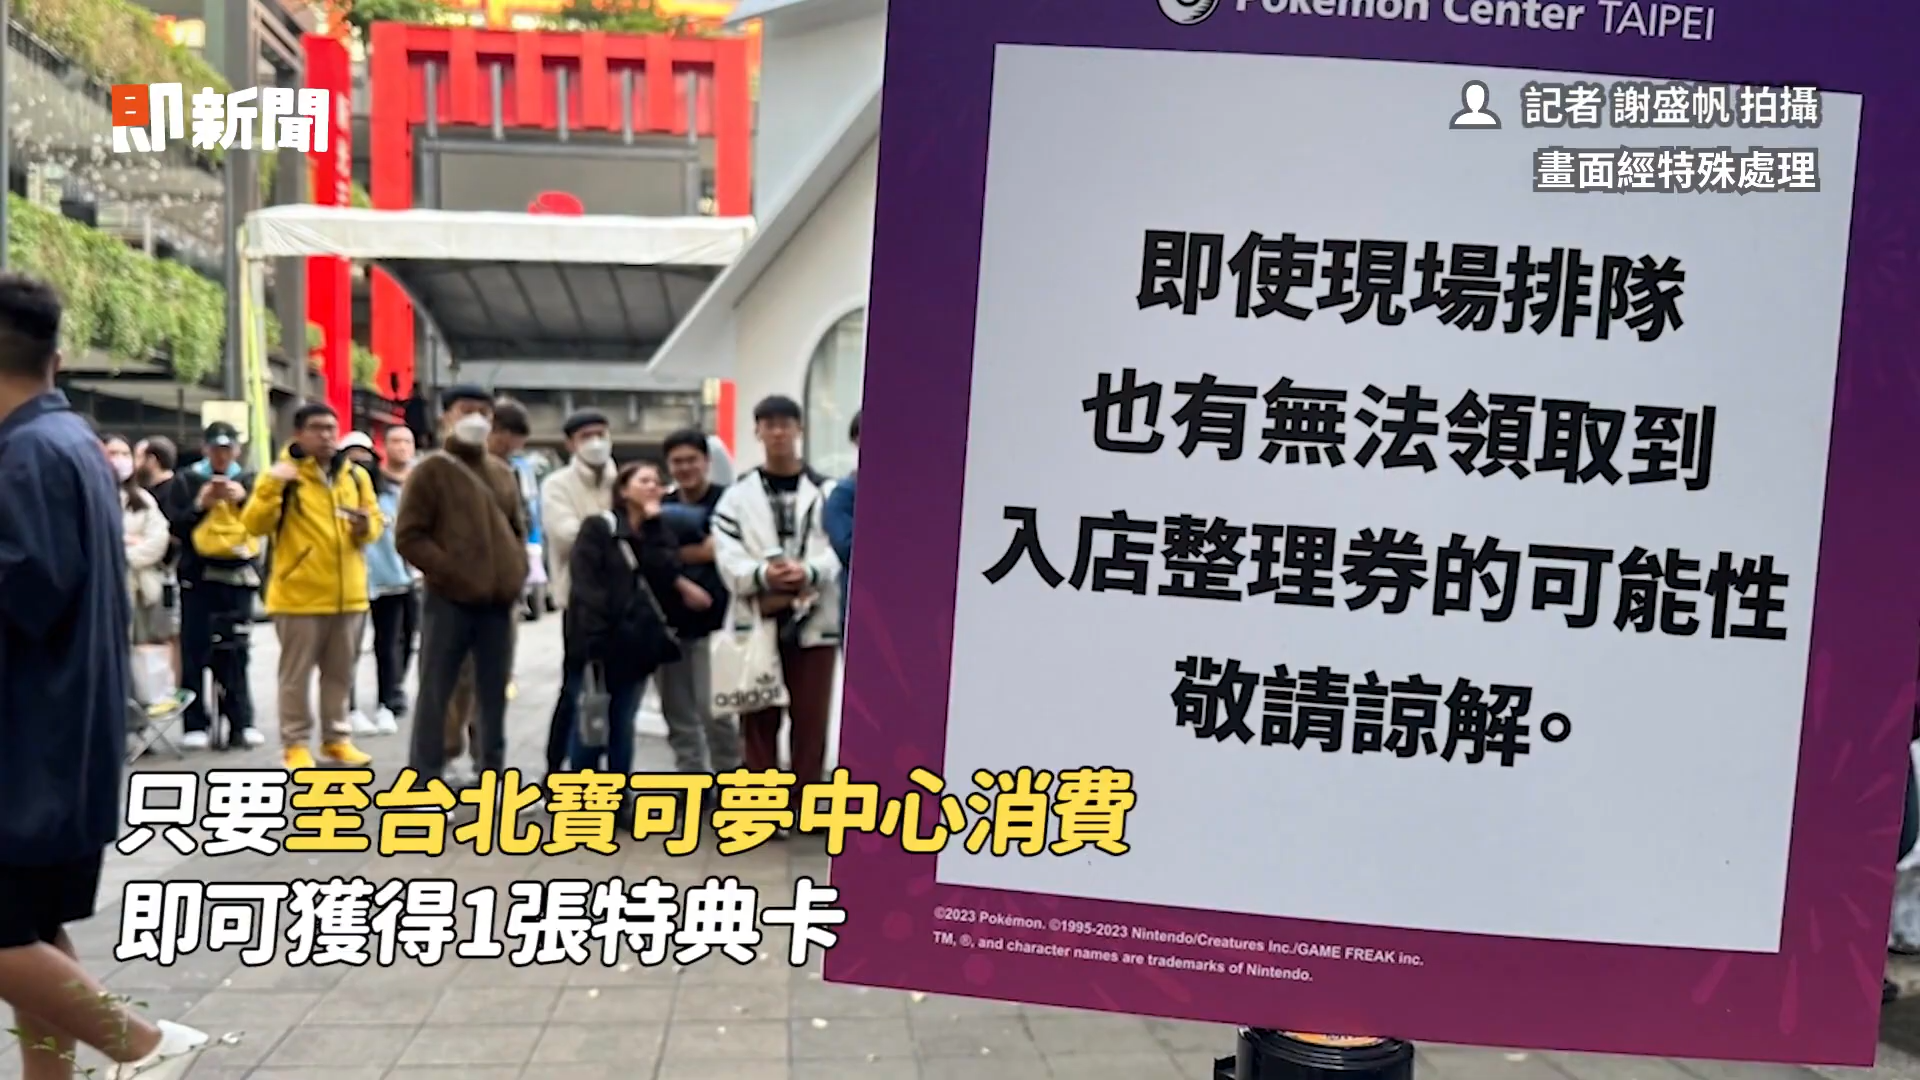 Pokémon Center TAIPEI
即新聞
記者 謝盛帆 拍攝
畫面經特殊處理
即使現場排隊
也有無法領取到
入店整理券的可能性
敬請諒解。
adidas
只要至台北寶可夢中心消費
即可獲得1張特典卡
©2023 Pokémon. ©1995-2023 Nintendo/Creatures Inc./GAME FREAK inc.
TM, ®, and character names are trademarks of Nintendo.